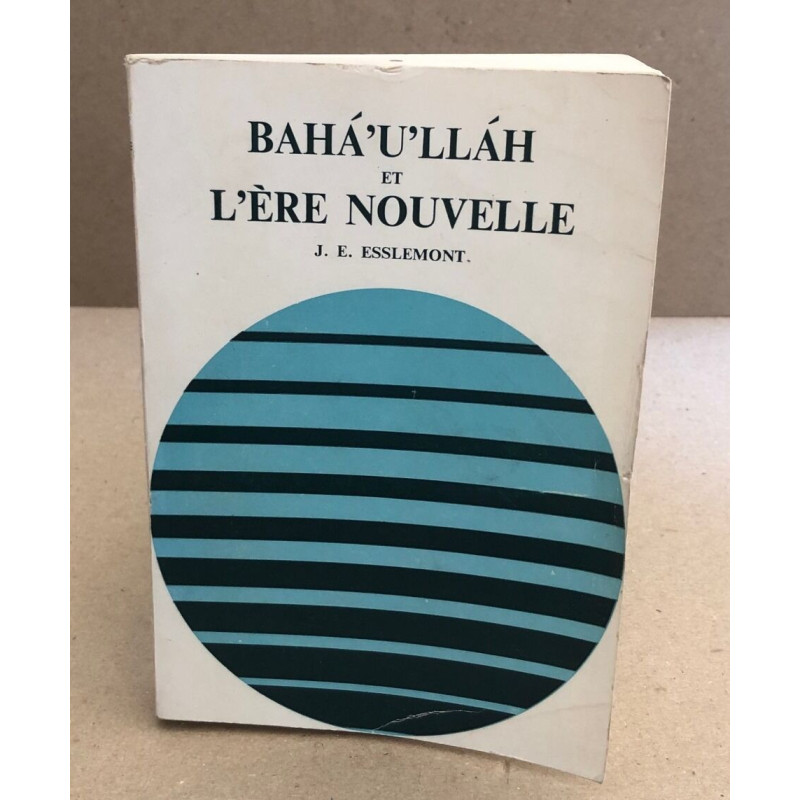 BAHÁ'U'LLÁH
ET
L'ÈRE NOUVELLE
J. E. ESSLEMONT